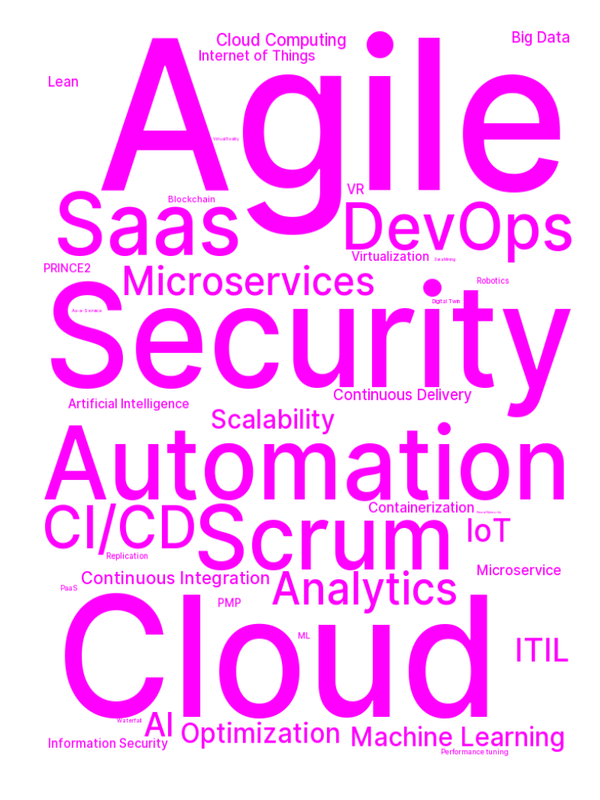 Cloud Computing
Big Data
Internet of Things
Lean
Agile
VR
Blockchain
Saas
DevOps
Virtualization
PRINCE2
Microservices
Robotics
Digital Twin
Security
Continuous Delivery
Artificial Intelligence
Scalability
Automation
Containerization
CI/CD
Scrum
IoT
Replication
Microservice
Continuous Integration
Analytics
PaaS
PMP
ML
Cloud
ITIL
Waterfall
AI
Optimization
Machine Learning
Information Security
Performance tuning